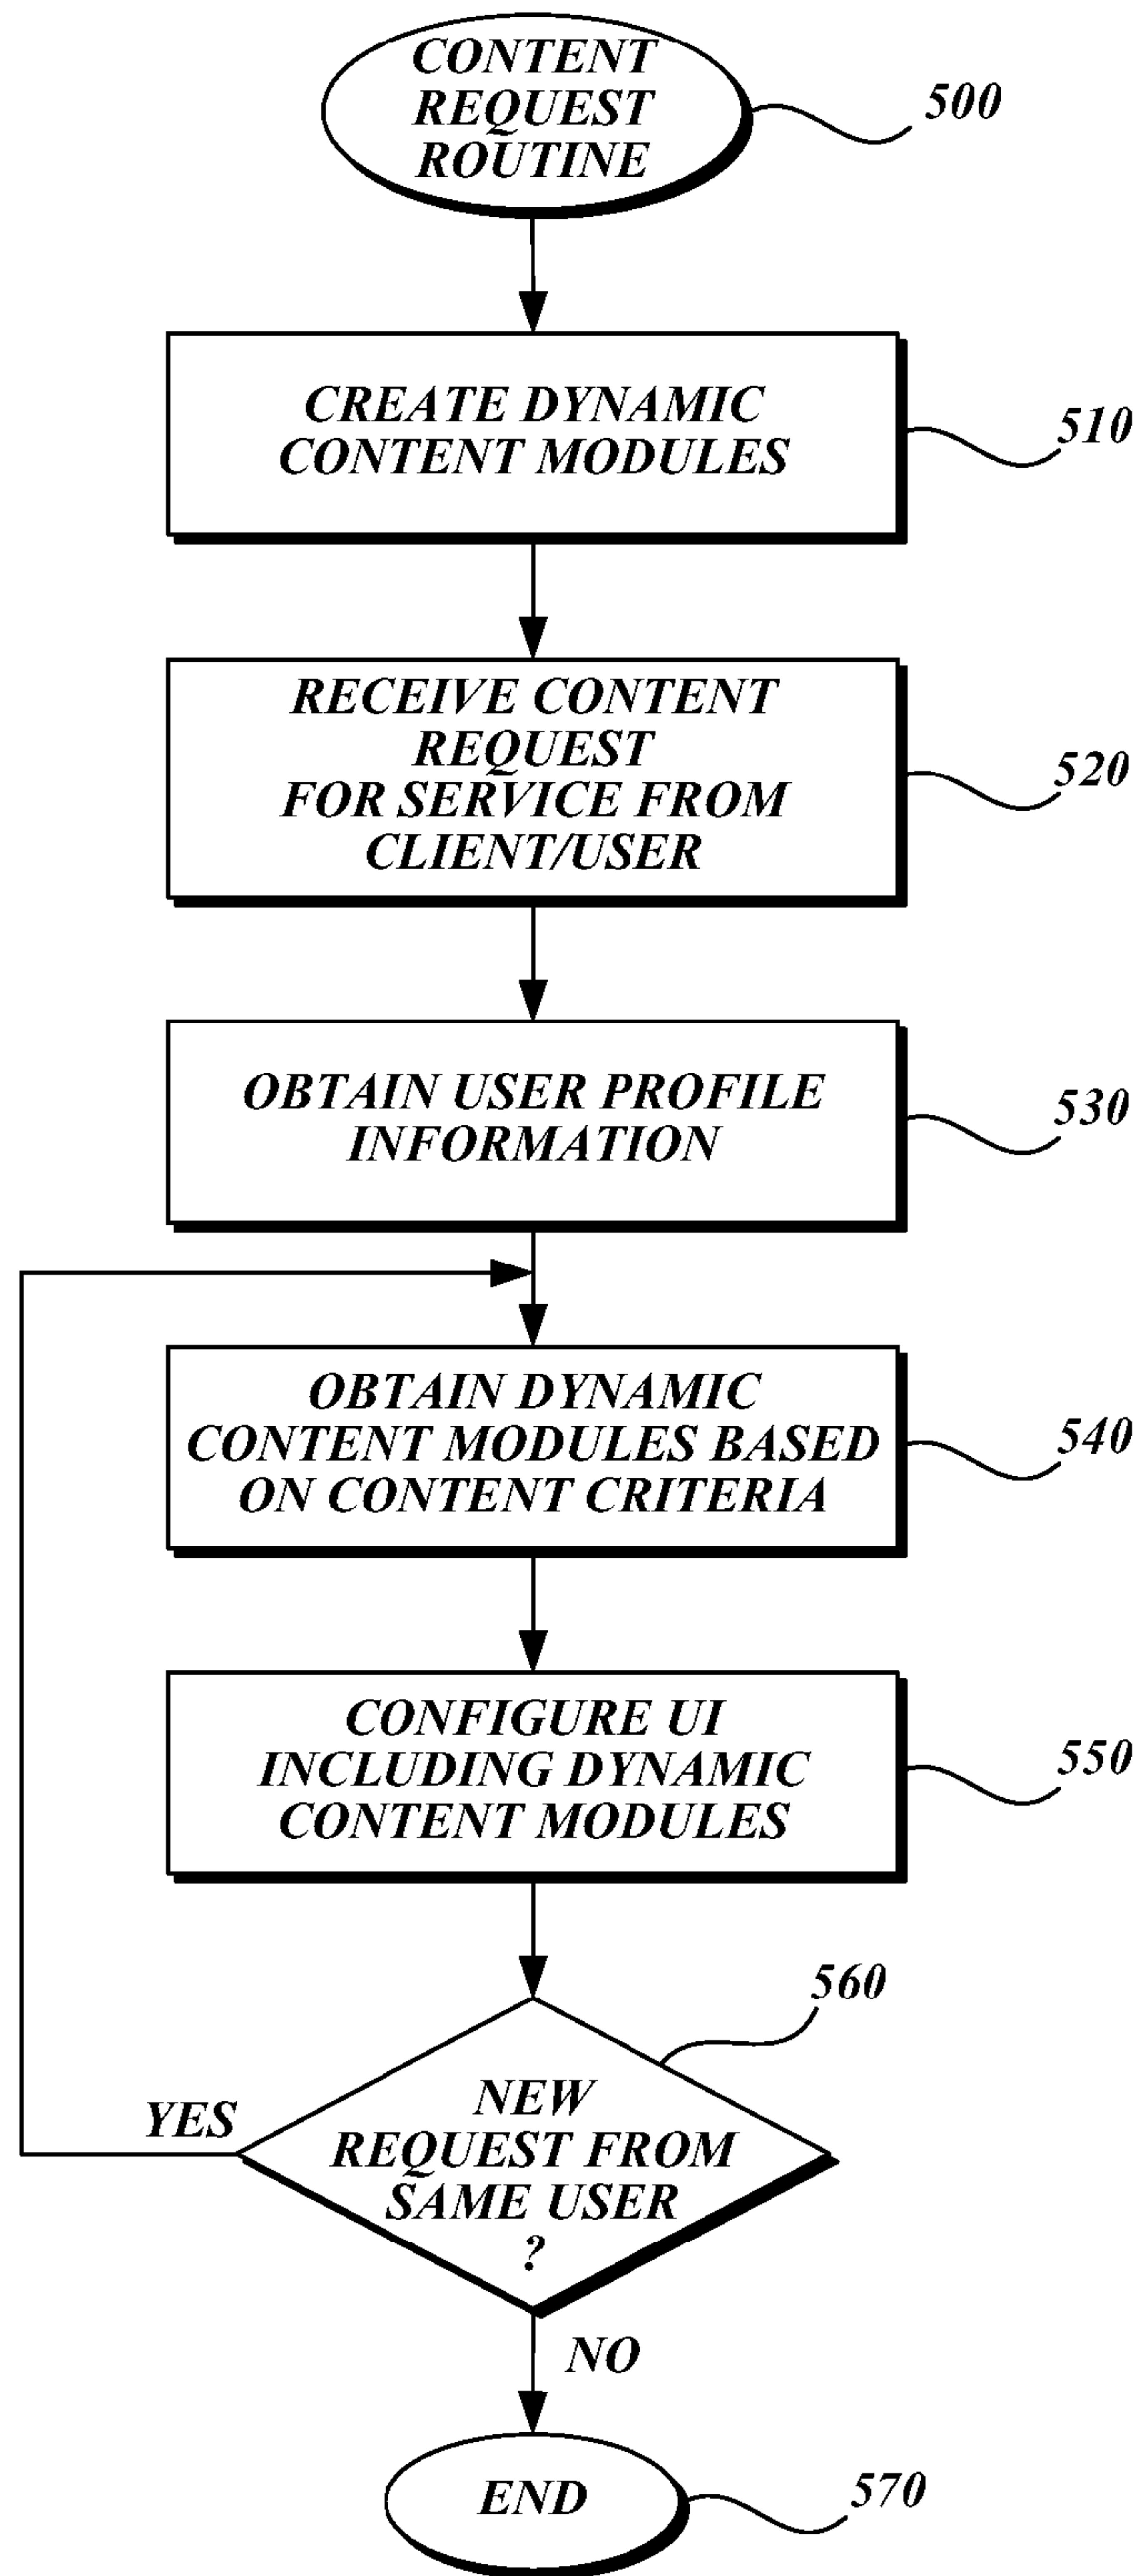 CONTENT
REQUEST
ROUTINE
500
CREATE DYNAMIC
CONTENT MODULES
510
RECEIVE CONTENT
REQUEST
FOR SERVICE FROM
CLIENT/USER
520
OBTAIN USER PROFILE
INFORMATION
530
OBTAIN DYNAMIC
CONTENT MODULES BASED
ON CONTENT CRITERIA
540
CONFIGURE UI
INCLUDING DYNAMIC
CONTENT MODULES
550
560
YES
NEW
REQUEST FROM
SAME USER
?
NO
END
570